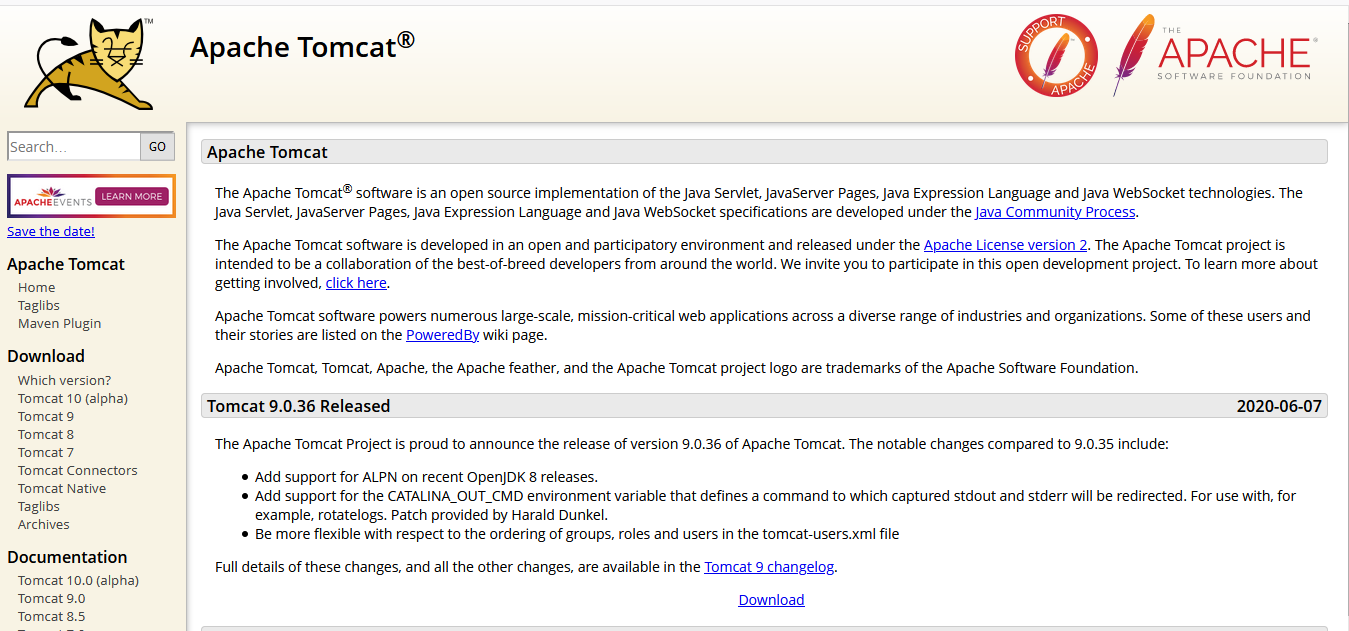 TM
Apache Tomcat®
SUPPORT
APACHE
THE
APACHE®
SOFTWARE FOUNDATION
Search…
GO
APACHEEVENTS
LEARN MORE
Save the date!
Apache Tomcat
Home
Taglibs
Maven Plugin
Download
Which version?
Tomcat 10 (alpha)
Tomcat 9
Tomcat 8
Tomcat 7
Tomcat Connectors
Tomcat Native
Taglibs
Archives
Documentation
Tomcat 10.0 (alpha)
Tomcat 9.0
Tomcat 8.5
Apache Tomcat
The Apache Tomcat® software is an open source implementation of the Java Servlet, JavaServer Pages, Java Expression Language and Java WebSocket technologies. The
Java Servlet, JavaServer Pages, Java Expression Language and Java WebSocket specifications are developed under the Java Community Process.
The Apache Tomcat software is developed in an open and participatory environment and released under the Apache License version 2. The Apache Tomcat project is
intended to be a collaboration of the best-of-breed developers from around the world. We invite you to participate in this open development project. To learn more about
getting involved, click here.
Apache Tomcat software powers numerous large-scale, mission-critical web applications across a diverse range of industries and organizations. Some of these users and
their stories are listed on the PoweredBy wiki page.
Apache Tomcat, Tomcat, Apache, the Apache feather, and the Apache Tomcat project logo are trademarks of the Apache Software Foundation.
Tomcat 9.0.36 Released 2020-06-07
The Apache Tomcat Project is proud to announce the release of version 9.0.36 of Apache Tomcat. The notable changes compared to 9.0.35 include:
• Add support for ALPN on recent OpenJDK 8 releases.
• Add support for the CATALINA_OUT_CMD environment variable that defines a command to which captured stdout and stderr will be redirected. For use with, for
example, rotatelogs. Patch provided by Harald Dunkel.
• Be more flexible with respect to the ordering of groups, roles and users in the tomcat-users.xml file
Full details of these changes, and all the other changes, are available in the Tomcat 9 changelog.
Download